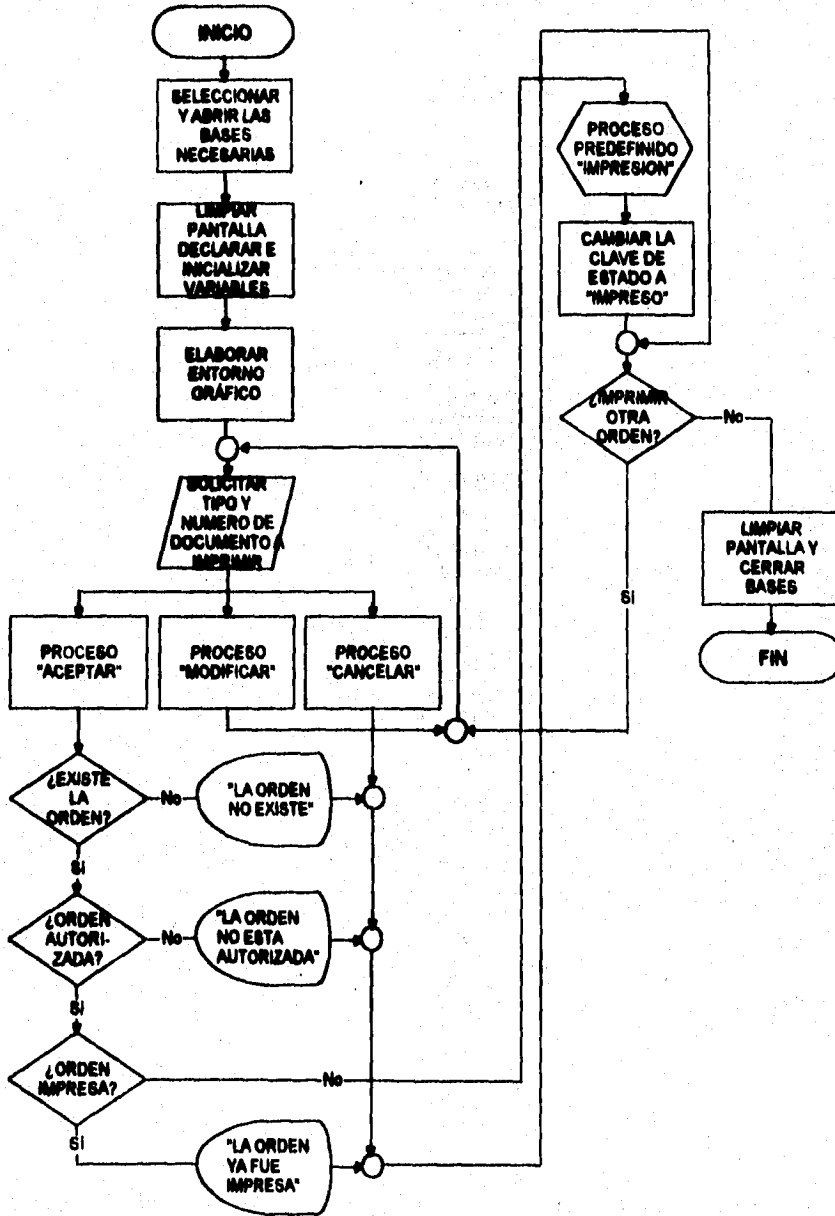 INICIO
SELECCIONAR
Y ABRIR LAS
BASES
NECESARIAS
LIMPIAR
PANTALLA
DECLARAR E
INICIALIZAR
VARIABLES
ELABORAR
ENTORNO
GRÁFICO
SOLICITAR
TIPO Y
NUMERO DE
DOCUMENTO A
IMPRIMIR
PROCESO
"ACEPTAR"
PROCESO
"MODIFICAR"
PROCESO
"CANCELAR"
¿EXISTE
LA
ORDEN?
No
"LA ORDEN
NO EXISTE"
Si
¿ORDEN
AUTORI-
ZADA?
No
"LA ORDEN
NO ESTA
AUTORIZADA"
Si
¿ORDEN
IMPRESA?
No
Si
"LA ORDEN
YA FUE
IMPRESA"
PROCESO
PREDEFINIDO
"IMPRESION"
CAMBIAR LA
CLAVE DE
ESTADO A
"IMPRESO"
¿IMPRIMIR
OTRA
ORDEN?
No
Si
LIMPIAR
PANTALLA Y
CERRAR
BASES
FIN